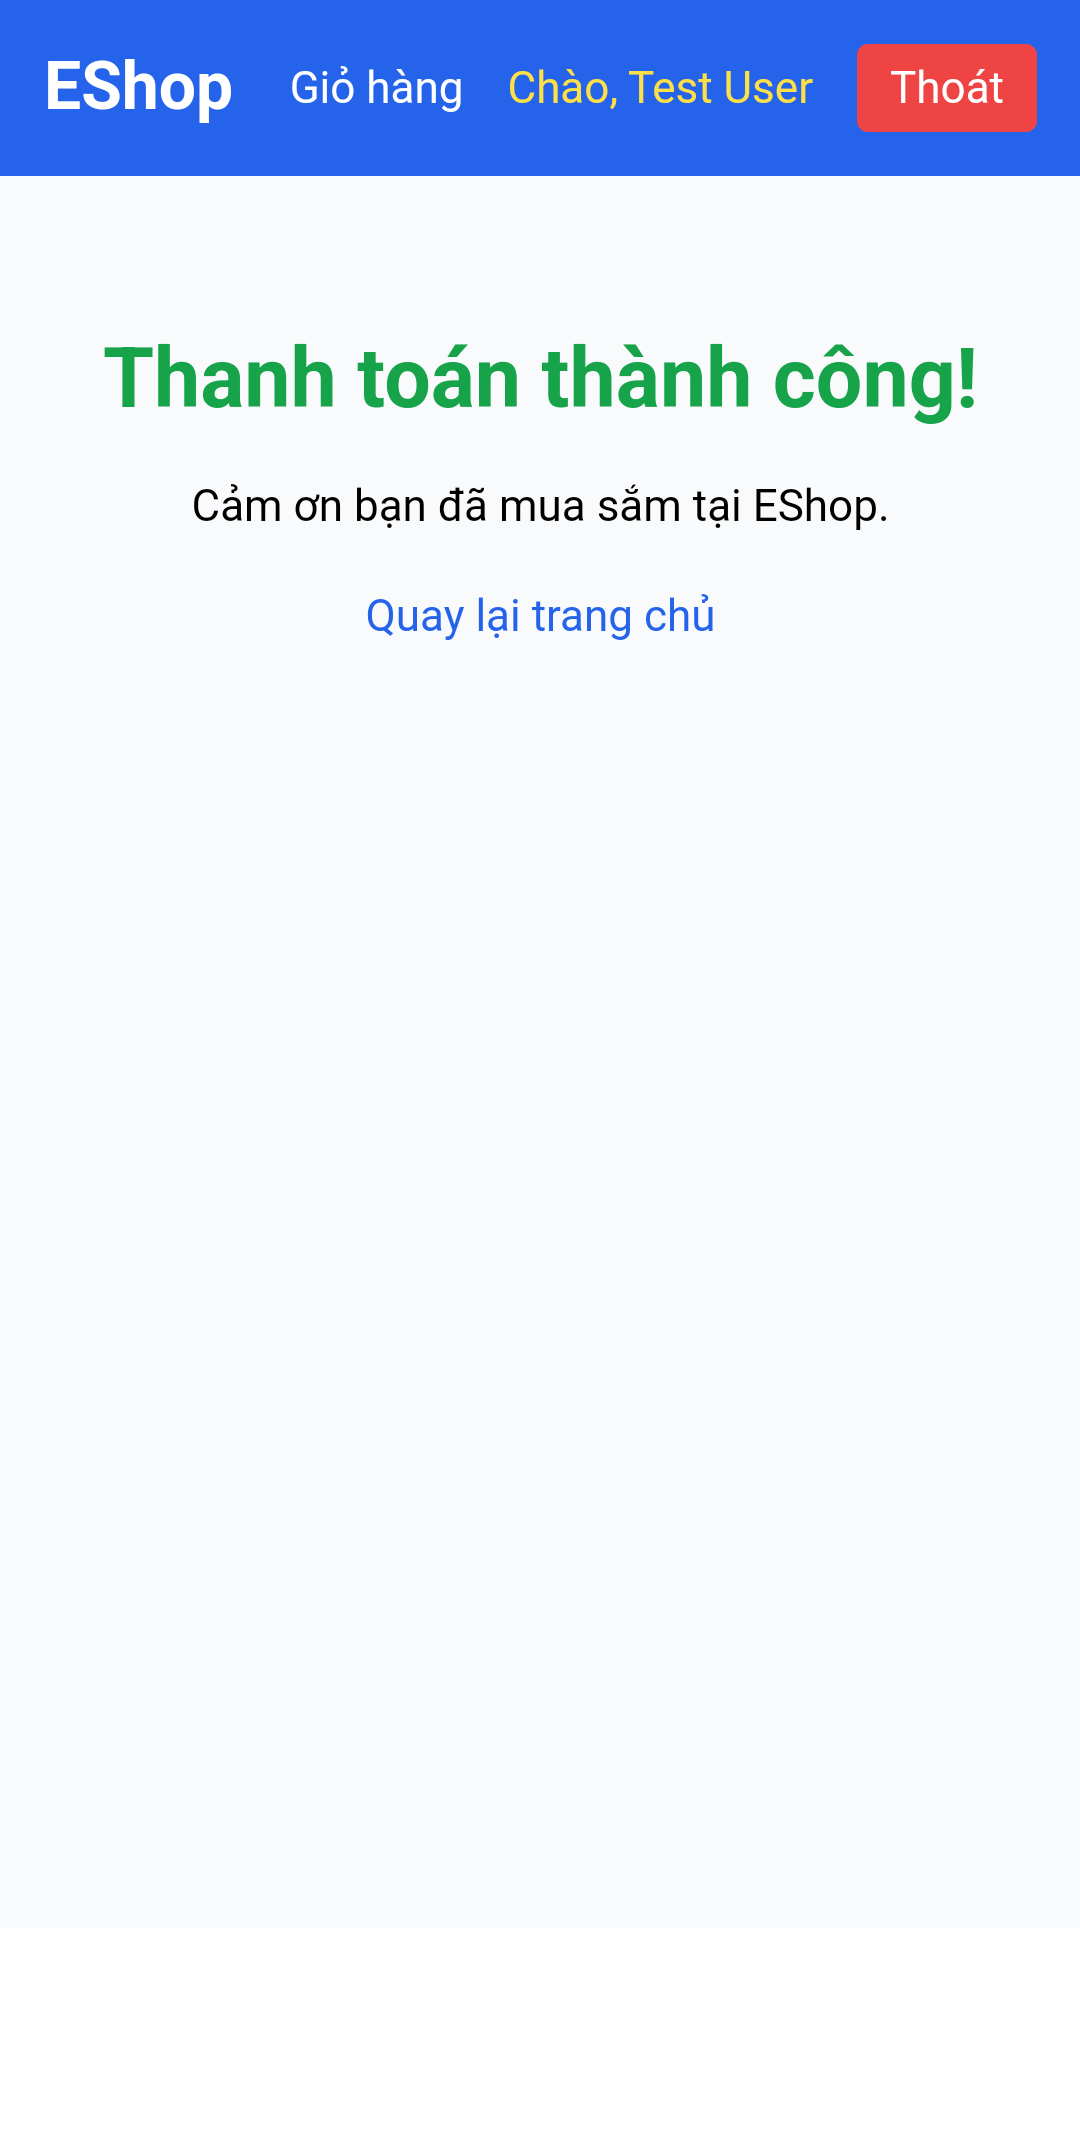 EShop Giỏ hàng Chào, Test User Thoát
Thanh toán thành công!
Cảm ơn bạn đã mua sắm tại EShop.
Quay lại trang chủ